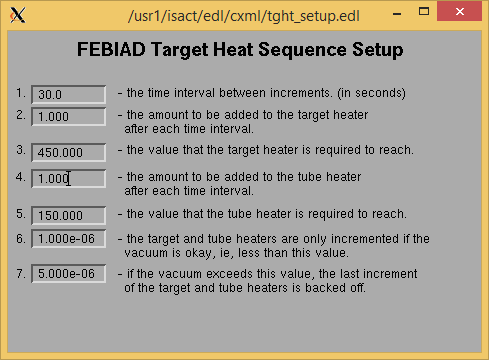 /usr1/isact/edl/cxml/tght_setup.edl
FEBIAD Target Heat Sequence Setup
1. 30.0 - the time interval between increments. (in seconds)
2. 1.000 - the amount to be added to the target heater
after each time interval.
3. 450.000 - the value that the target heater is required to reach.
4. 1.000 - the amount to be added to the tube heater
after each time interval.
5. 150.000 - the value that the tube heater is required to reach.
6. 1.000e-06 - the target and tube heaters are only incremented if the
vacuum is okay, ie, less than this value.
7. 5.000e-06 - if the vacuum exceeds this value, the last increment
of the target and tube heaters is backed off.